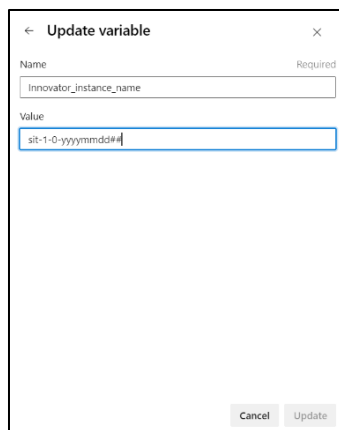 ← Update variable ×
Name Required
Innovator_instance_name
Value
sit-1-0-yyyymmdd##
Cancel Update